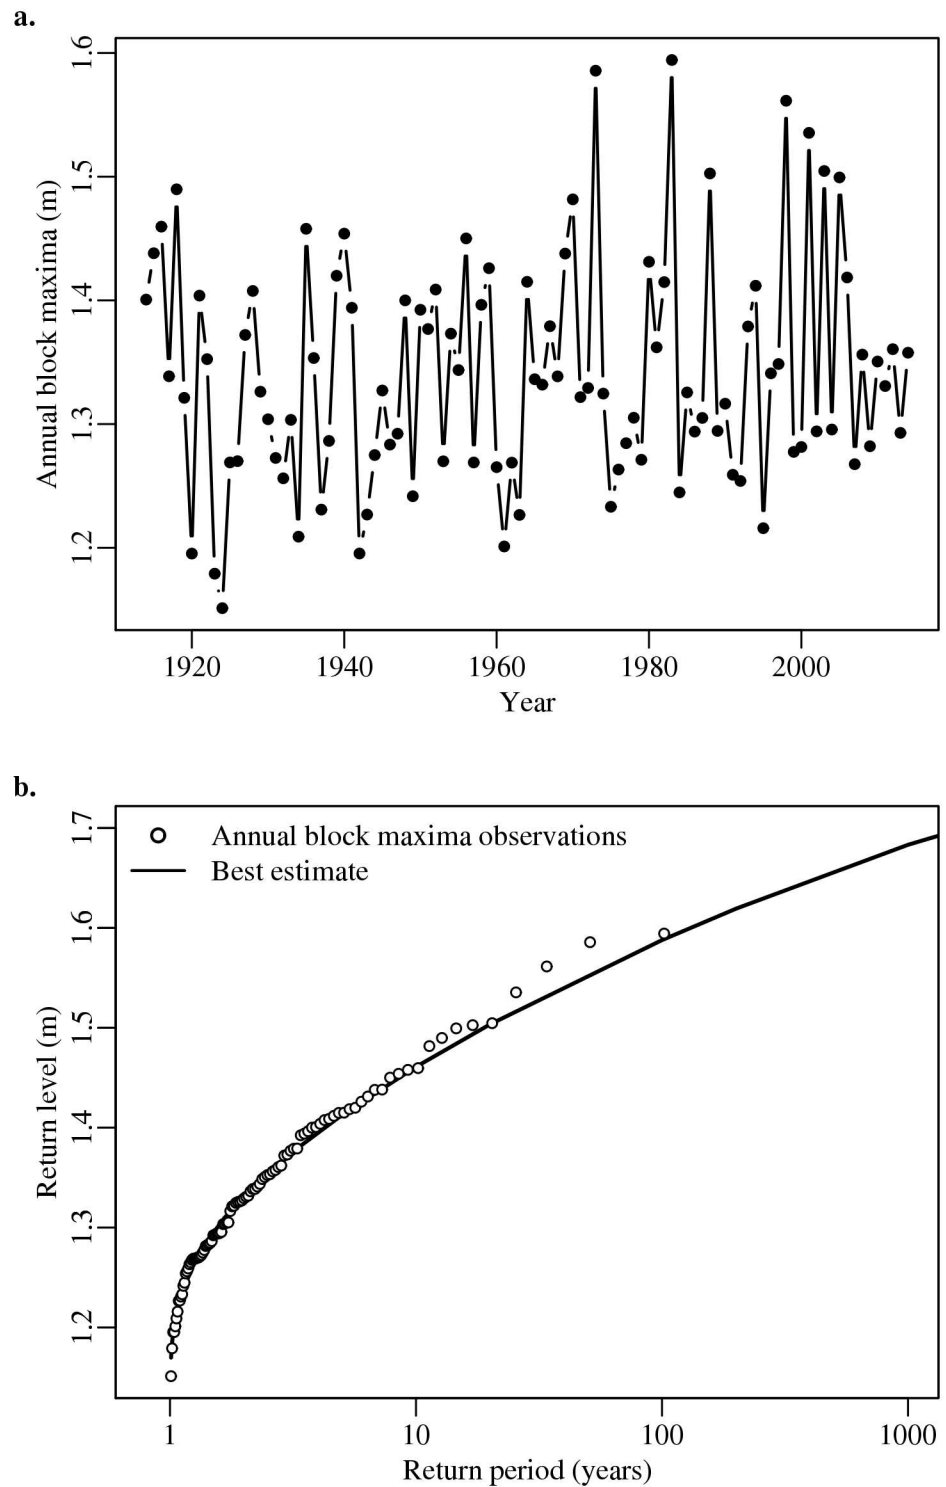 a.
1.6
1.5
1.4
1.3
1.2
Annual block maxima (m)
1920 1940 1960 1980 2000
Year
b.
Annual block maxima observations
Best estimate
1.7
1.6
1.5
1.4
1.3
1.2
Return level (m)
1 10 100 1000
Return period (years)